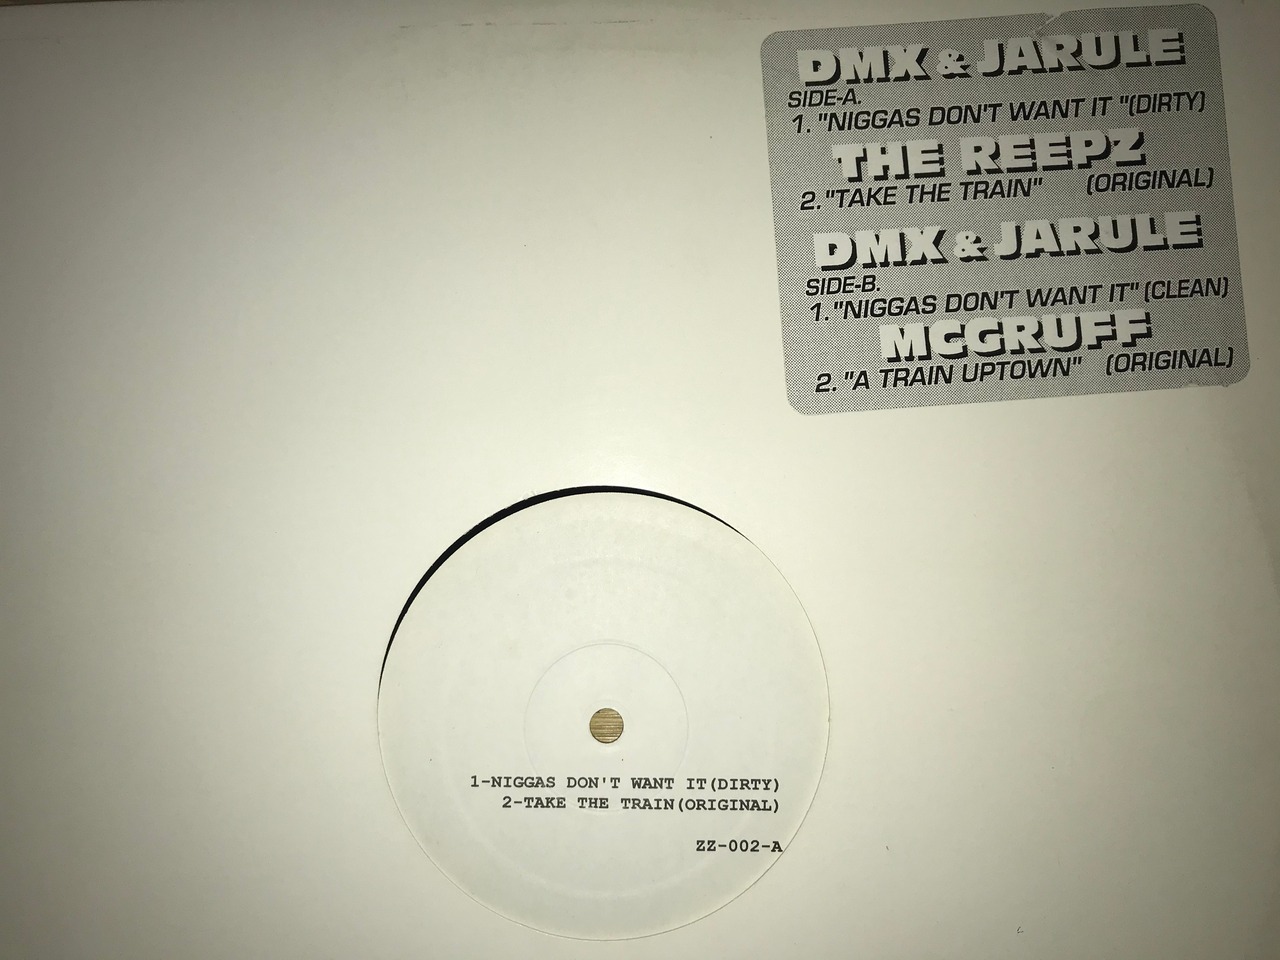 DMX & JARULE
SIDE-A.
1. "NIGGAS DON'T WANT IT "(DIRTY)
THE REEPZ
2."TAKE THE TRAIN" (ORIGINAL)
DMX & JARULE
SIDE-B.
1."NIGGAS DON'T WANT IT" (CLEAN)
MCGRUFF
2. "A TRAIN UPTOWN" (ORIGINAL)
1-NIGGAS DON'T WANT IT(DIRTY)
2-TAKE THE TRAIN(ORIGINAL)
ZZ-002-A